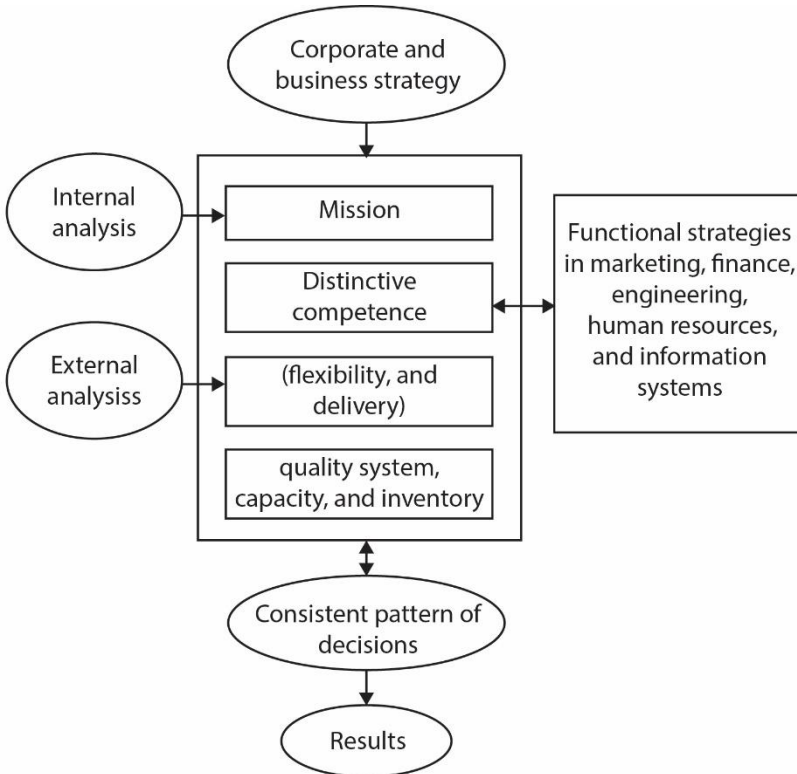 Corporate and
business strategy
Internal
analysis
Mission
Distinctive
competence
Functional strategies
in marketing, finance,
engineering,
human resources,
and information
systems
External
analysiss
(flexibility, and
delivery)
quality system,
capacity, and inventory
Consistent pattern of
decisions
Results